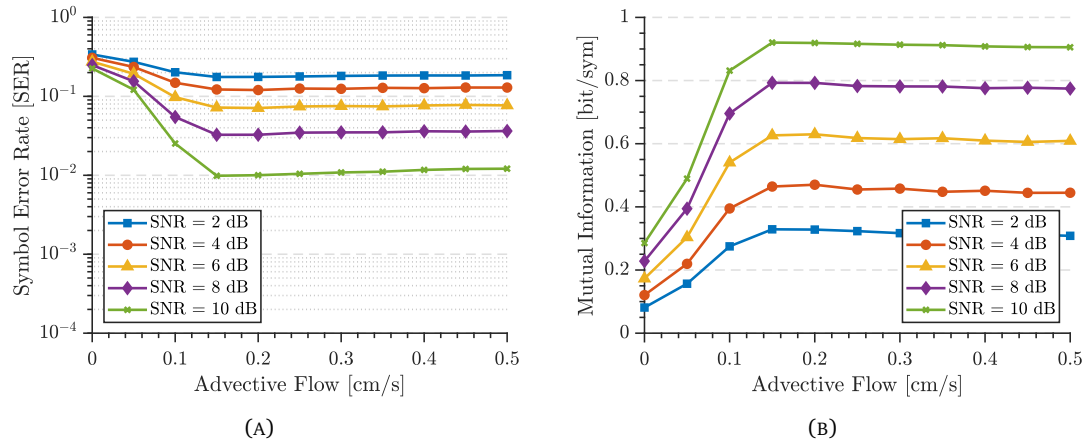 Symbol Error Rate [SER]
10⁰
10⁻¹
10⁻²
10⁻³
10⁻⁴
SNR = 2 dB
SNR = 4 dB
SNR = 6 dB
SNR = 8 dB
SNR = 10 dB
0 0.1 0.2 0.3 0.4 0.5
Advective Flow [cm/s]
(A)
Mutual Information [bit/sym]
1
0.8
0.6
0.4
0.2
0
SNR = 2 dB
SNR = 4 dB
SNR = 6 dB
SNR = 8 dB
SNR = 10 dB
0 0.1 0.2 0.3 0.4 0.5
Advective Flow [cm/s]
(B)